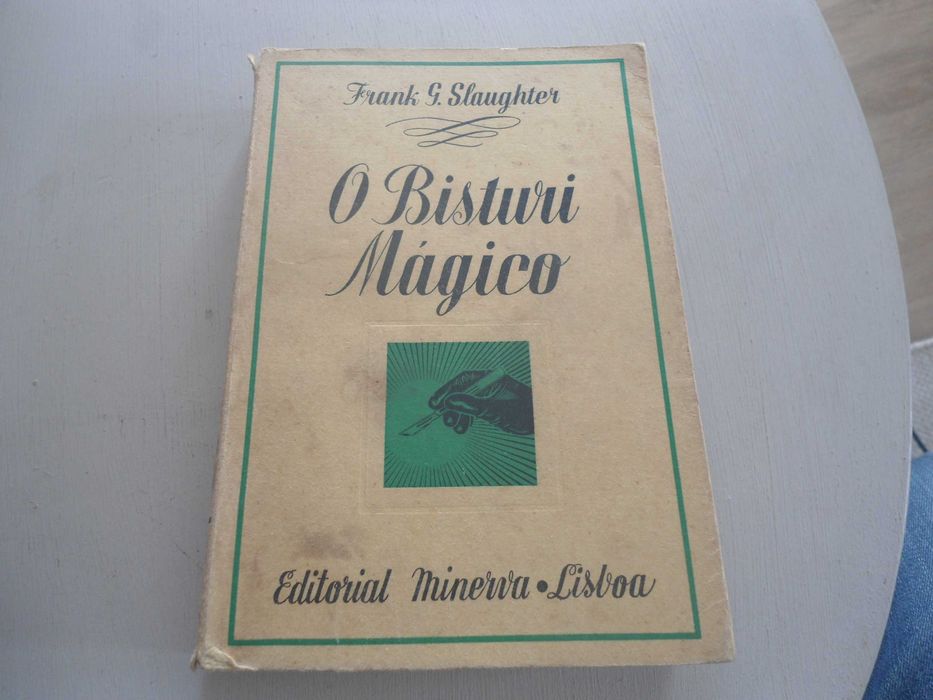 Frank G. Slaughter
O Bisturi
Mágico
Editorial Minerva • Lisboa